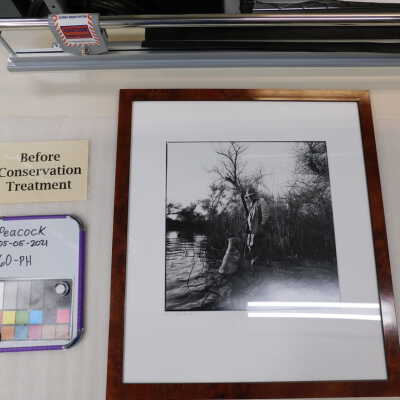 Before
Conservation
Treatment
Peacock
05-05-2021
60-PH